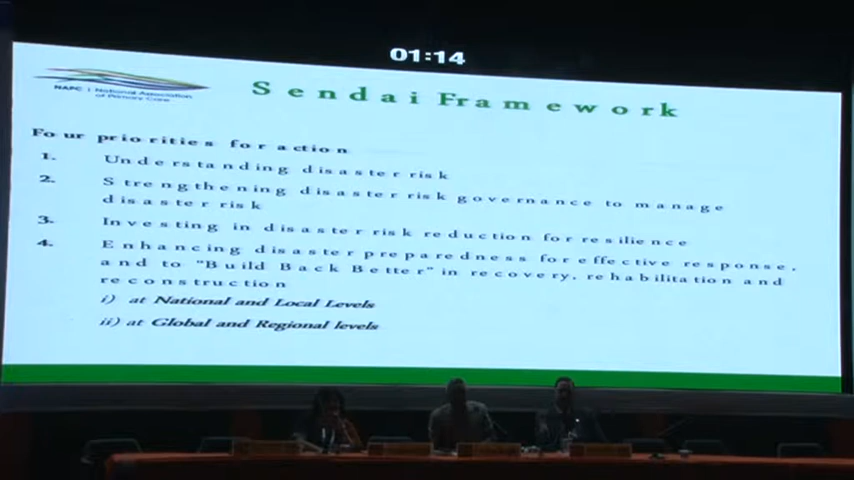 01:14
NAPC | National Association
of Primary Care
Sendai Framework
Four priorities for action
1. Understanding disaster risk
2. Strengthening disaster risk governance to manage
disaster risk
3. Investing in disaster risk reduction for resilience
4. Enhancing disaster preparedness for effective response,
and to "Build Back Better" in recovery, rehabilitation and
reconstruction
i) at National and Local Levels
ii) at Global and Regional levels